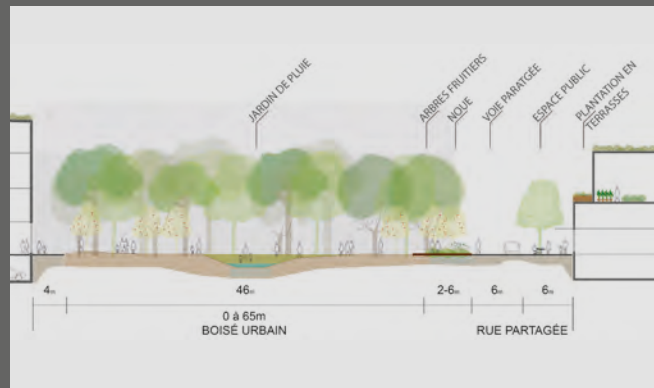 JARDIN DE PLUIE
ARBRES FRUITIERS
NOUE
VOIE PARATGÉE
ESPACE PUBLIC
PLANTATION EN
TERRASSES
4m
46m
2-6m
6m
6m
0 à 65m
BOISÉ URBAIN
RUE PARTAGÉE